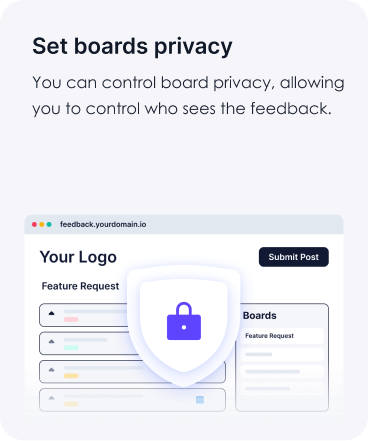 Set boards privacy
You can control board privacy, allowing
you to control who sees the feedback.
feedback.yourdomain.io
Your Logo
Submit Post
Feature Request
Boards
Feature Request